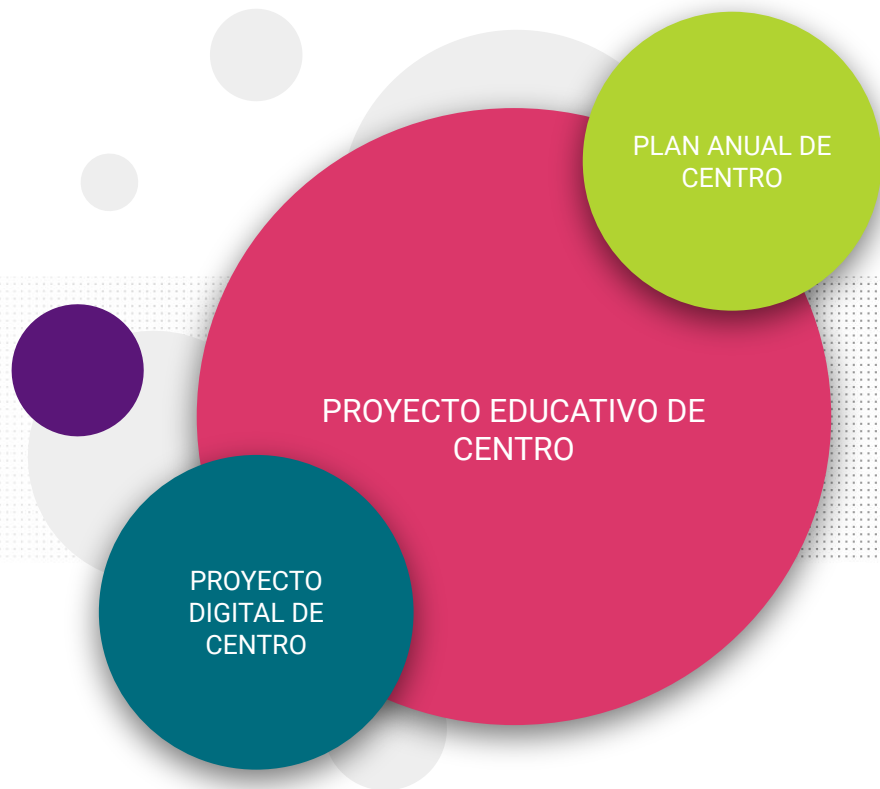 PLAN ANUAL DE
CENTRO
PROYECTO EDUCATIVO DE
CENTRO
PROYECTO
DIGITAL DE
CENTRO